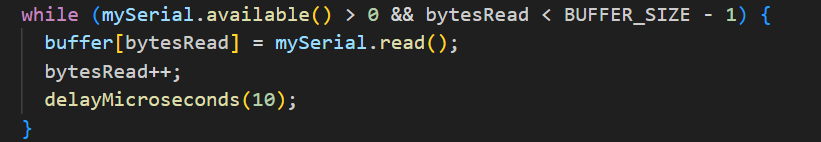 while (mySerial.available() > 0 && bytesRead < BUFFER_SIZE - 1) {
  buffer[bytesRead] = mySerial.read();
  bytesRead++;
  delayMicroseconds(10);
}